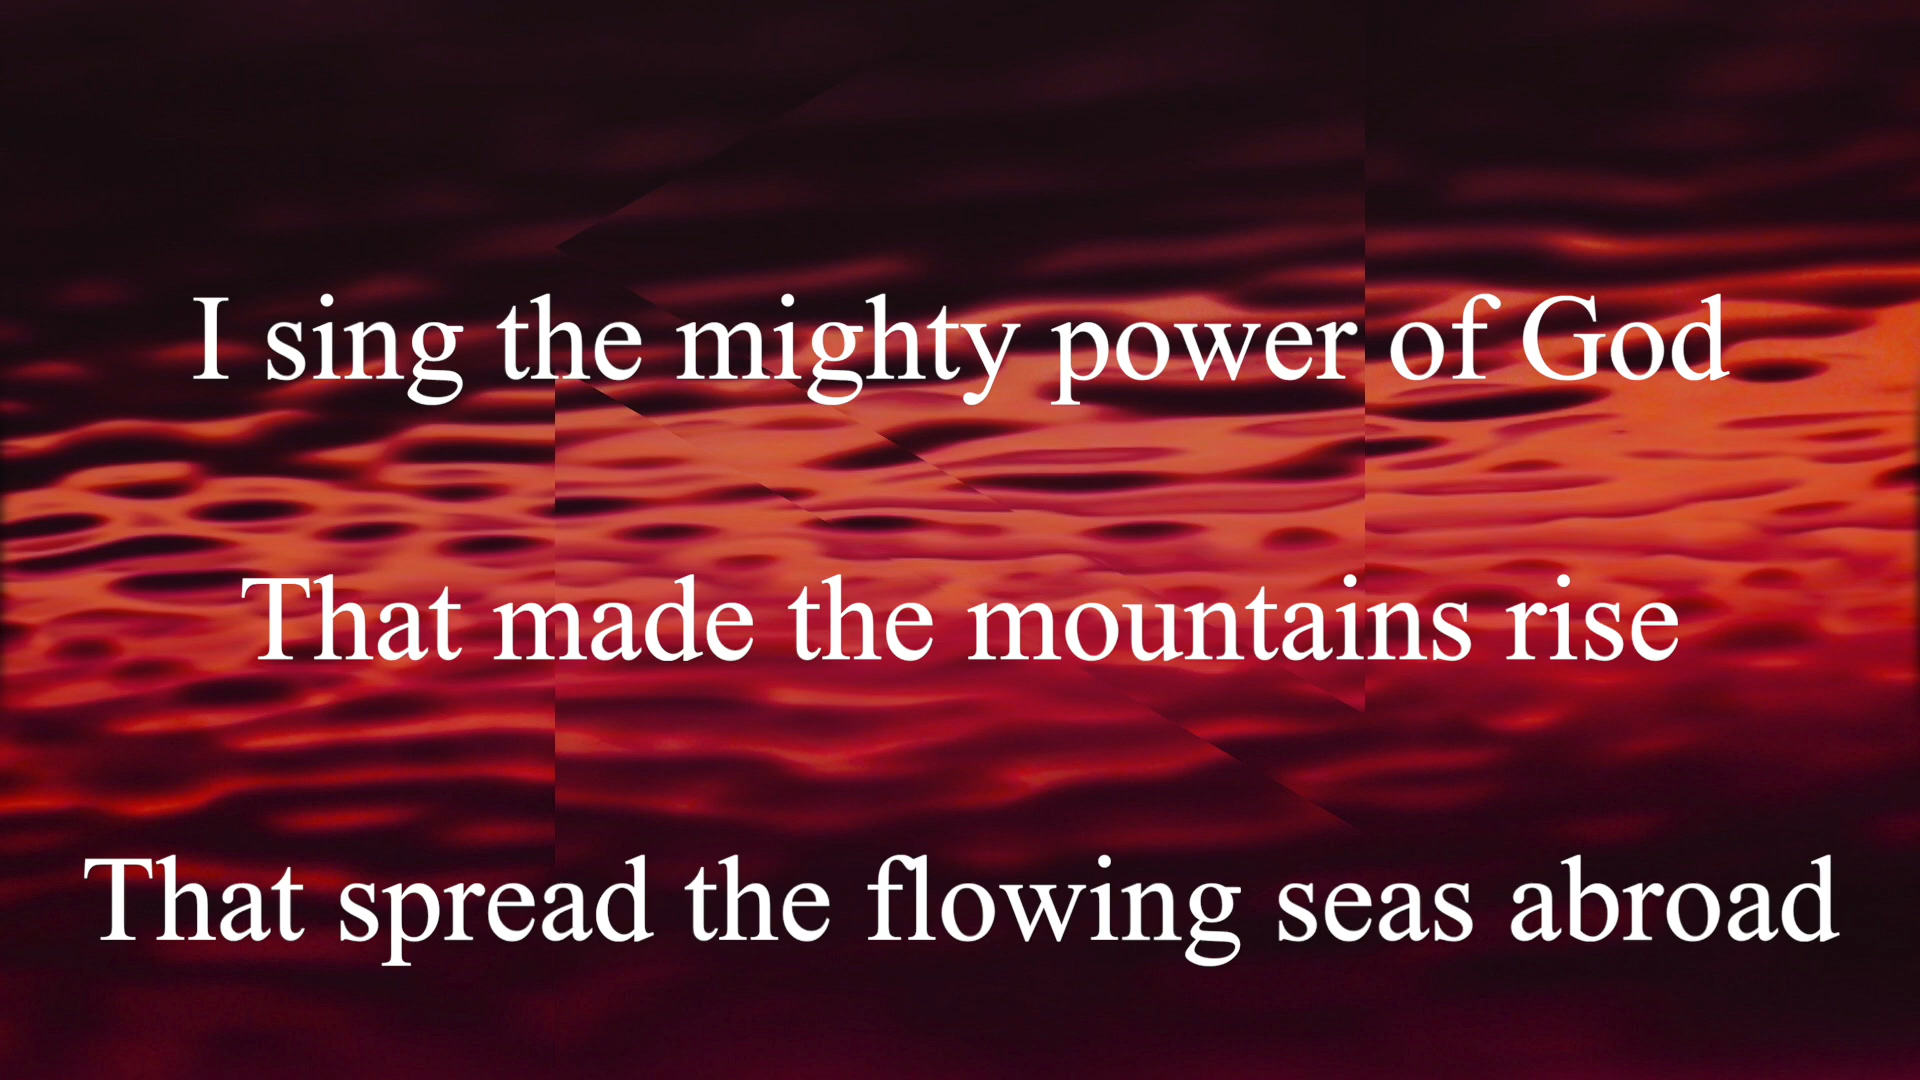 I sing the mighty power of God
That made the mountains rise
That spread the flowing seas abroad